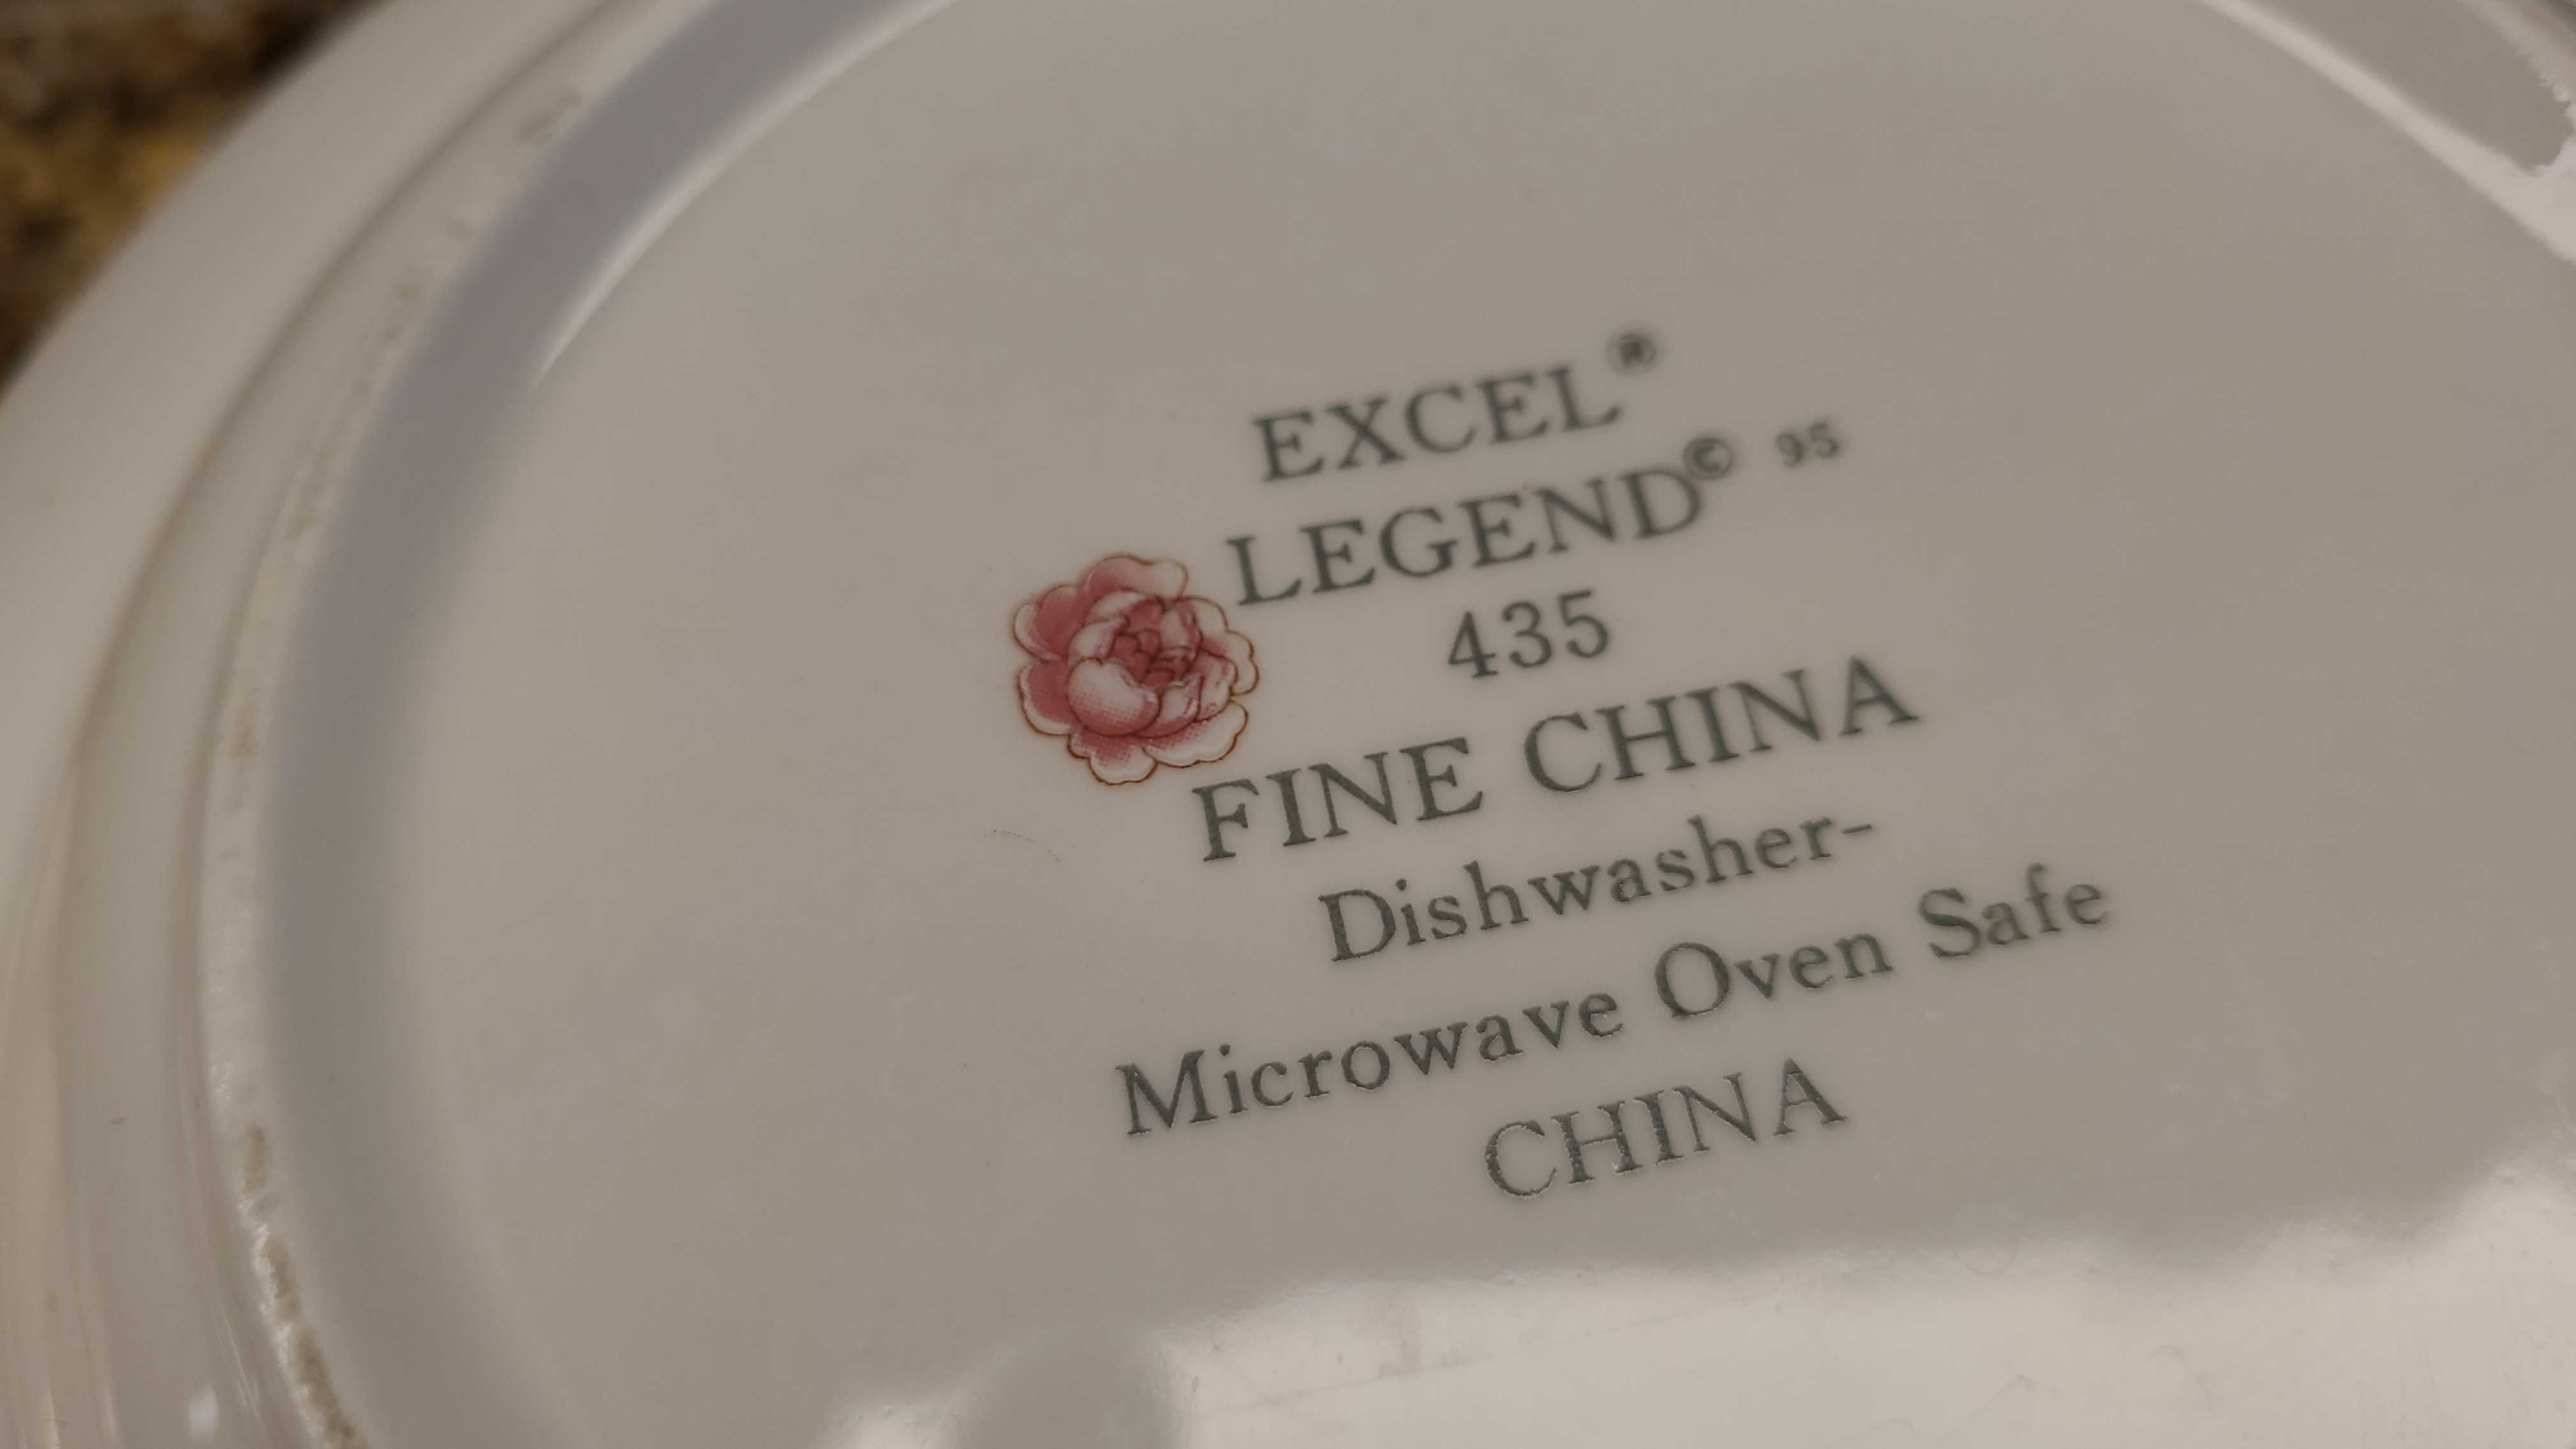 EXCEL®
LEGEND© 95
435
FINE CHINA
Dishwasher-
Microwave Oven Safe
CHINA